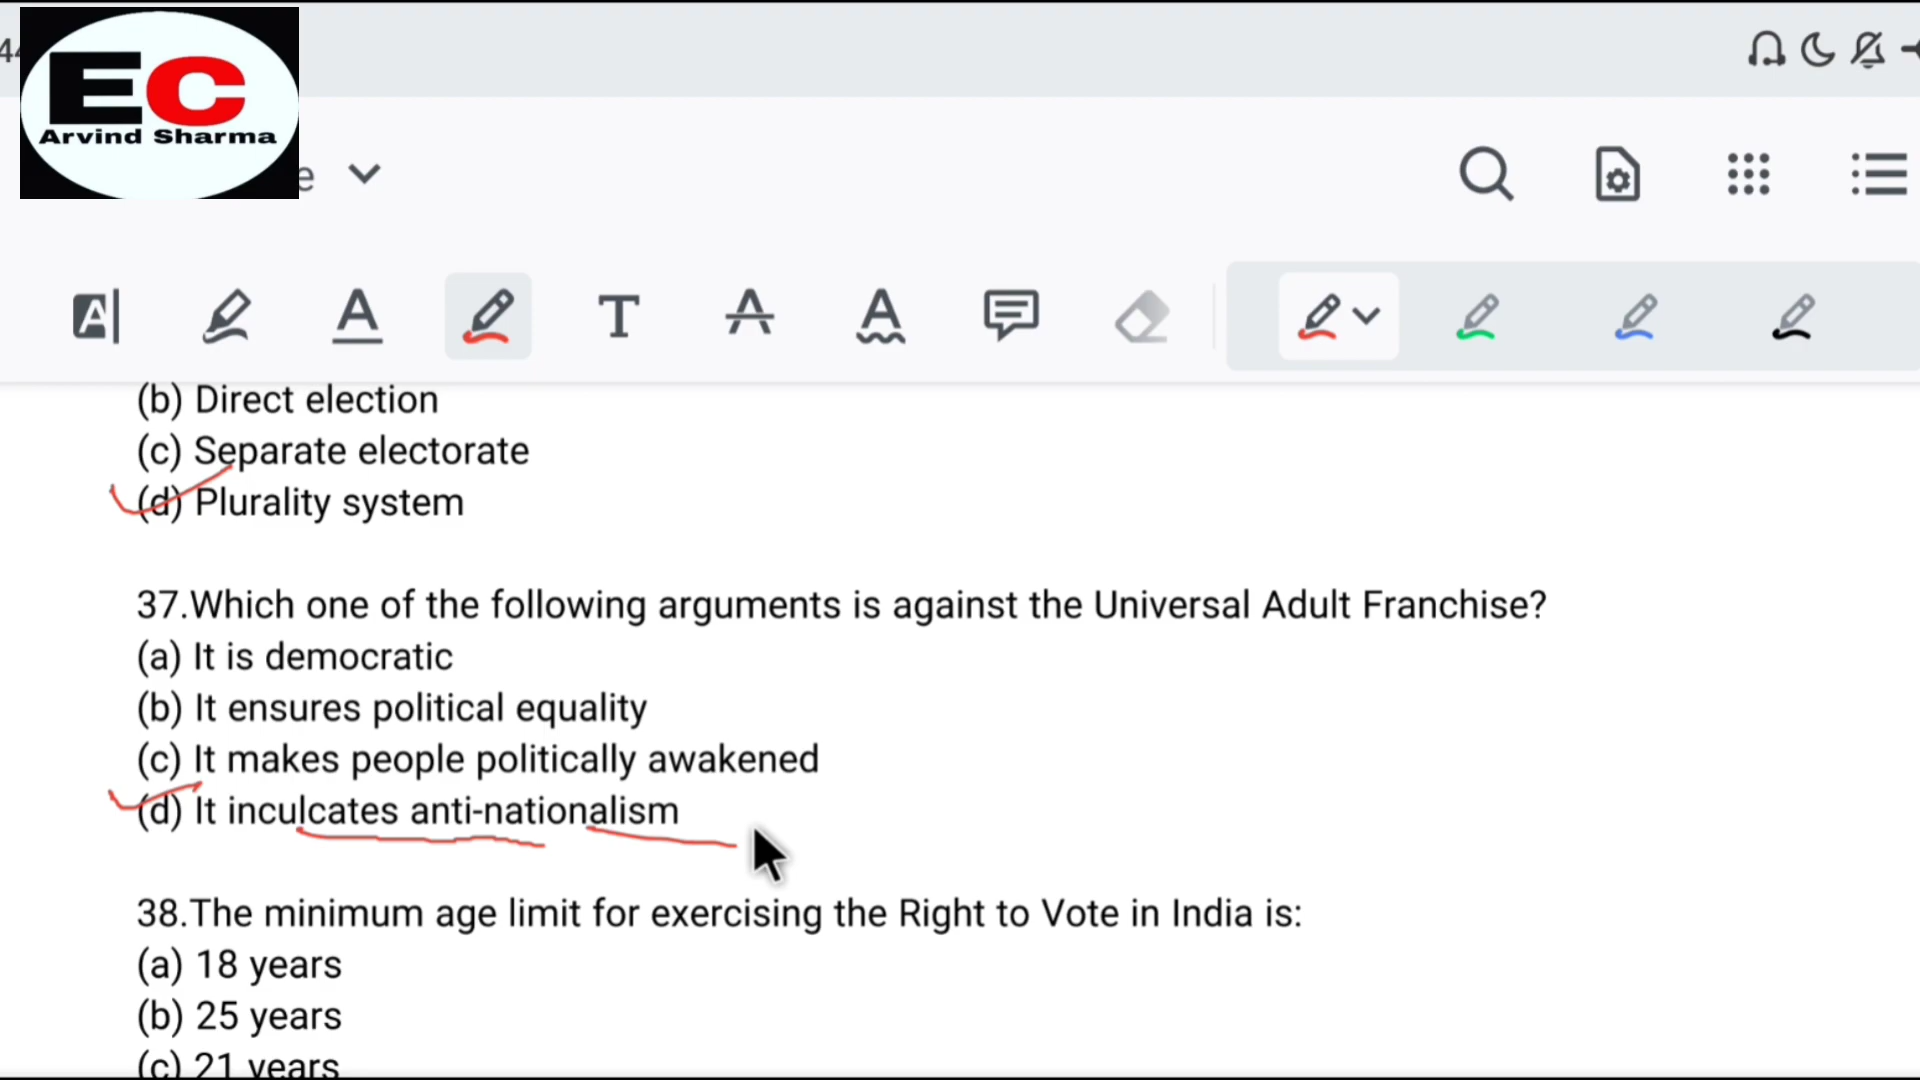 44
EC
Arvind Sharma
e
(b) Direct election
(c) Separate electorate
(d) Plurality system
37.Which one of the following arguments is against the Universal Adult Franchise?
(a) It is democratic
(b) It ensures political equality
(c) It makes people politically awakened
(d) It inculcates anti-nationalism
38.The minimum age limit for exercising the Right to Vote in India is:
(a) 18 years
(b) 25 years
(c) 21 years